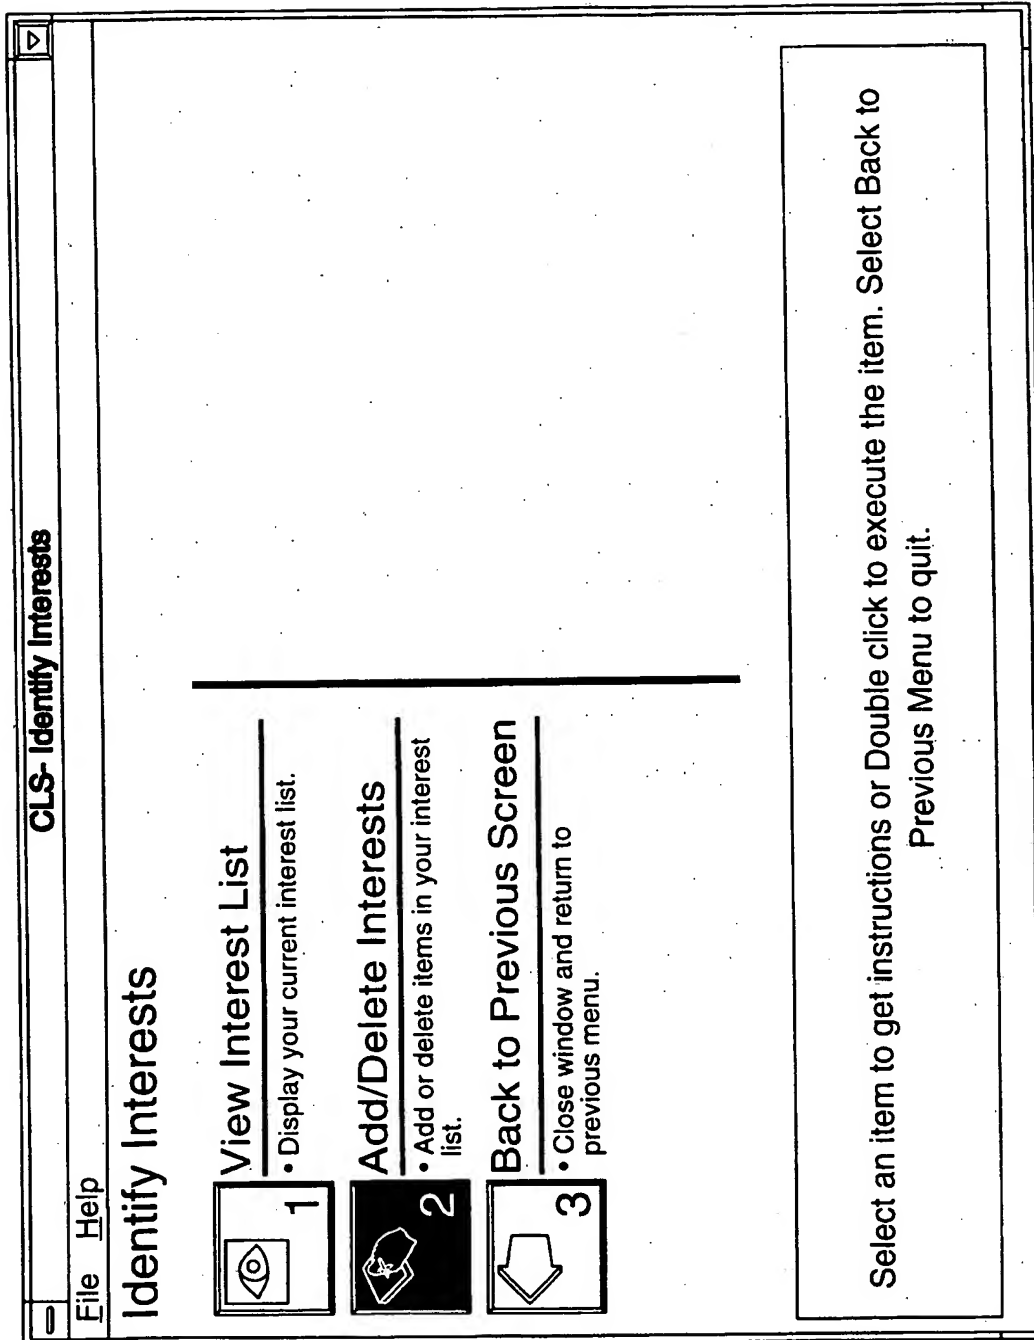 CLS- Identify Interests
File Help
Identify Interests
1
View Interest List
• Display your current interest list.
2
Add/Delete Interests
• Add or delete items in your interest
list.
3
Back to Previous Screen
• Close window and return to
previous menu.
Select an item to get instructions or Double click to execute the item. Select Back to
Previous Menu to quit.